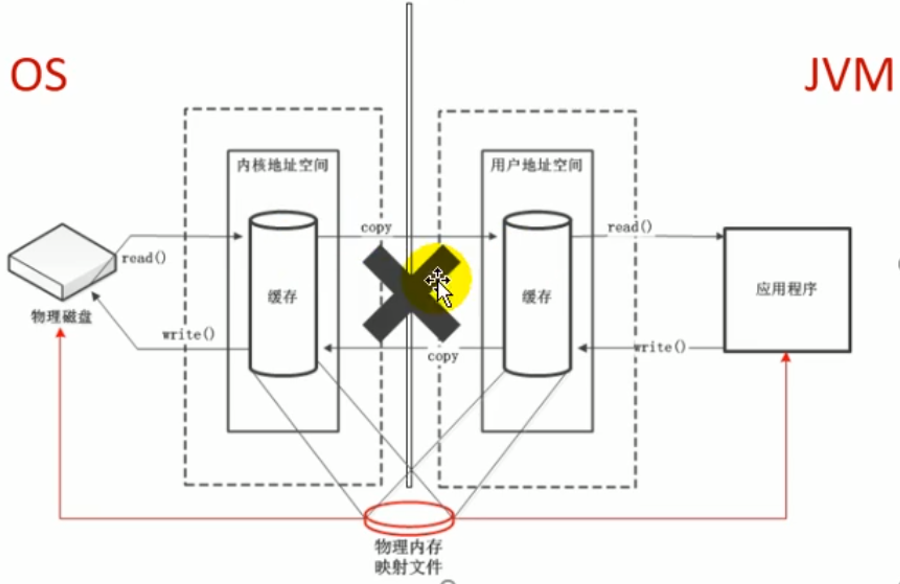 OS
JVM
内核地址空间
用户地址空间
copy
read()
read()
缓存
缓存
应用程序
物理磁盘
write()
copy
write()
物理内存
映射文件